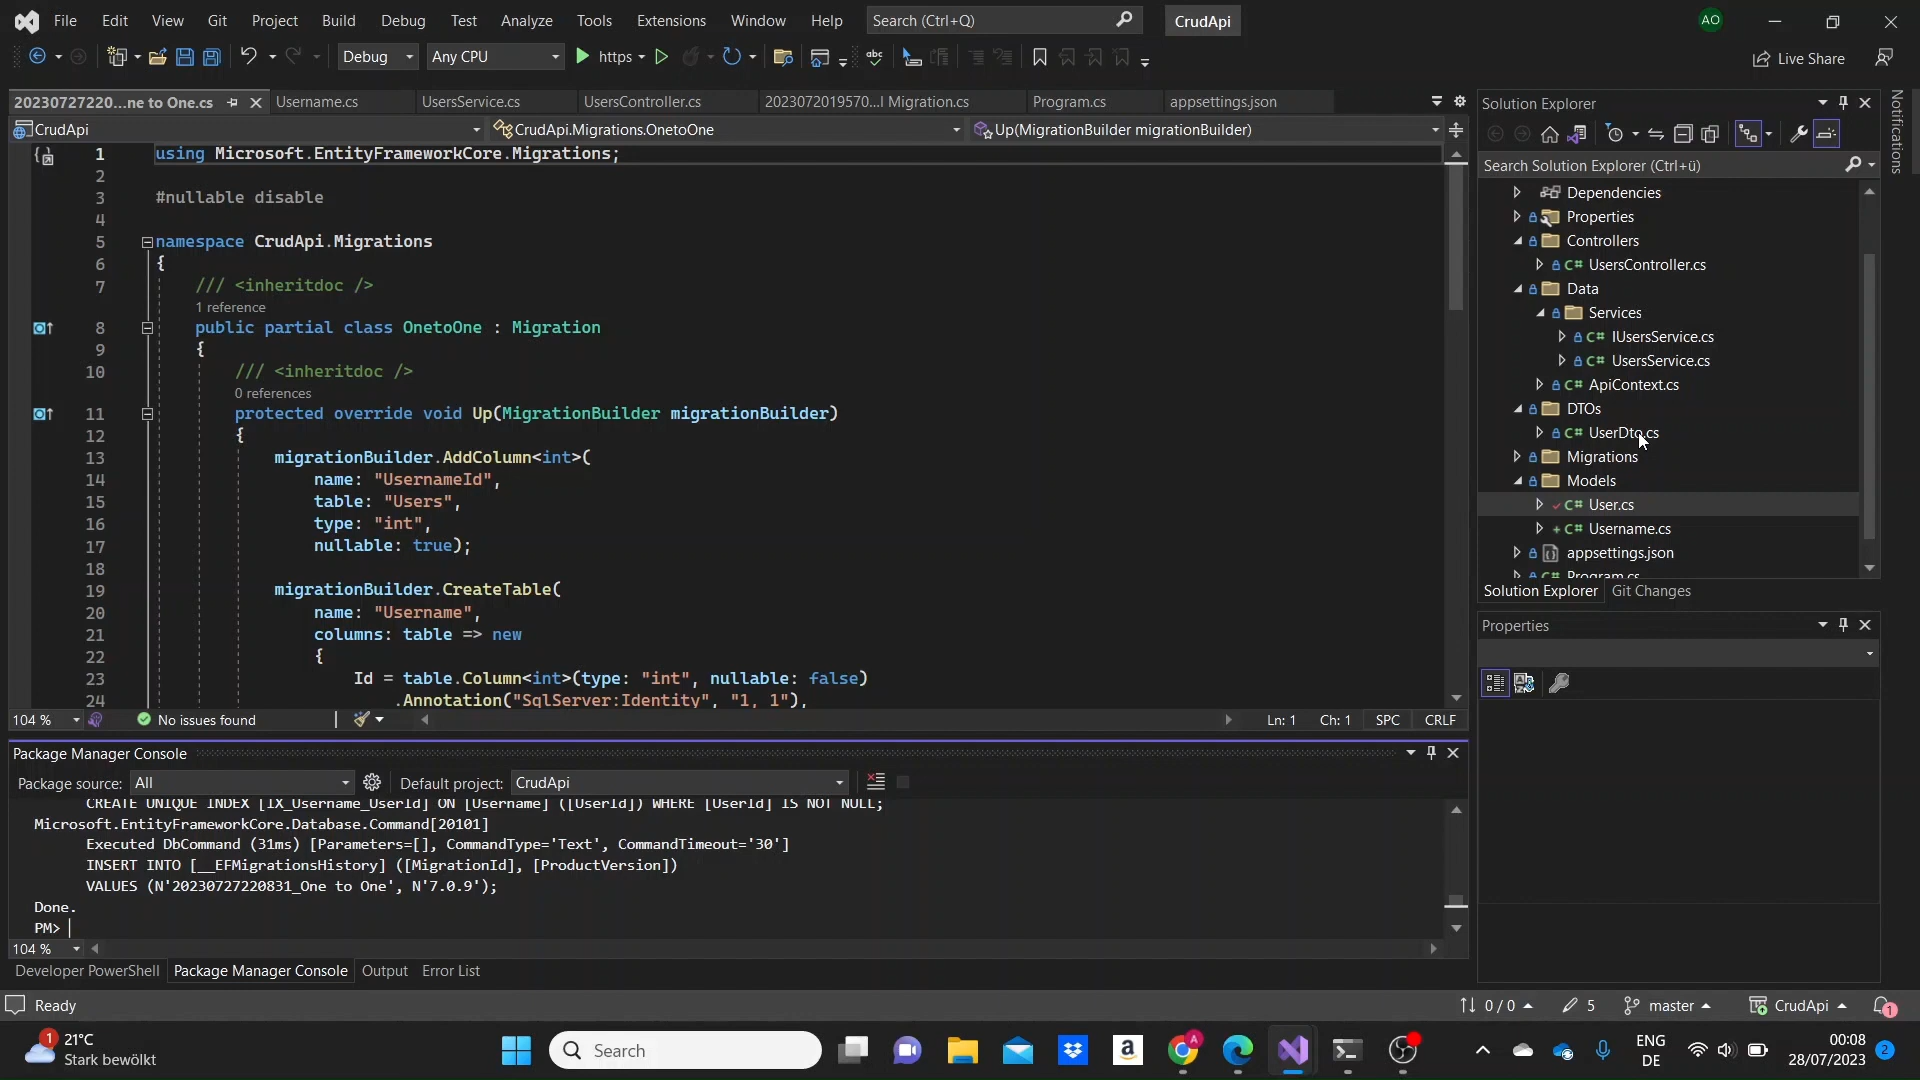 File Edit View Git Project Build Debug Test Analyze Tools Extensions Window Help Search (Ctrl+Q) CrudApi AO
Debug Any CPU https Live Share
20230727220...ne to One.cs Username.cs UsersService.cs UsersController.cs 2023072019570...l Migration.cs Program.cs appsettings.json
CrudApi CrudApi.Migrations.OnetoOne Up(MigrationBuilder migrationBuilder)
1 using Microsoft.EntityFrameworkCore.Migrations;
2
3 #nullable disable
4
5 namespace CrudApi.Migrations
6 {
7 /// <inheritdoc />
1 reference
8 public partial class OnetoOne : Migration
9 {
10 /// <inheritdoc />
0 references
11 protected override void Up(MigrationBuilder migrationBuilder)
12 {
13 migrationBuilder.AddColumn<int>(
14 name: "UsernameId",
15 table: "Users",
16 type: "int",
17 nullable: true);
18
19 migrationBuilder.CreateTable(
20 name: "Username",
21 columns: table => new
22 {
23 Id = table.Column<int>(type: "int", nullable: false)
24 .Annotation("SqlServer:Identity", "1, 1"),
104 % No issues found Ln: 1 Ch: 1 SPC CRLF
Package Manager Console
Package source: All Default project: CrudApi
CREATE UNIQUE INDEX [IX_Username_UserId] ON [Username] ([UserId]) WHERE [UserId] IS NOT NULL;
Microsoft.EntityFrameworkCore.Database.Command[20101]
Executed DbCommand (31ms) [Parameters=[], CommandType='Text', CommandTimeout='30']
INSERT INTO [__EFMigrationsHistory] ([MigrationId], [ProductVersion])
VALUES (N'20230727220831_One to One', N'7.0.9');
Done.
PM>
104 %
Developer PowerShell Package Manager Console Output Error List
Solution Explorer
Search Solution Explorer (Ctrl+ü)
Dependencies
Properties
Controllers
C# UsersController.cs
Data
Services
C# IUsersService.cs
C# UsersService.cs
C# ApiContext.cs
DTOs
C# UserDto.cs
Migrations
Models
C# User.cs
C# Username.cs
appsettings.json
C# Program.cs
Solution Explorer Git Changes
Properties
Notifications
Ready 0 / 0 5 master CrudApi 1
1 21°C
Stark bewölkt
Search
A
a
ENG
DE
00:08
28/07/2023
2